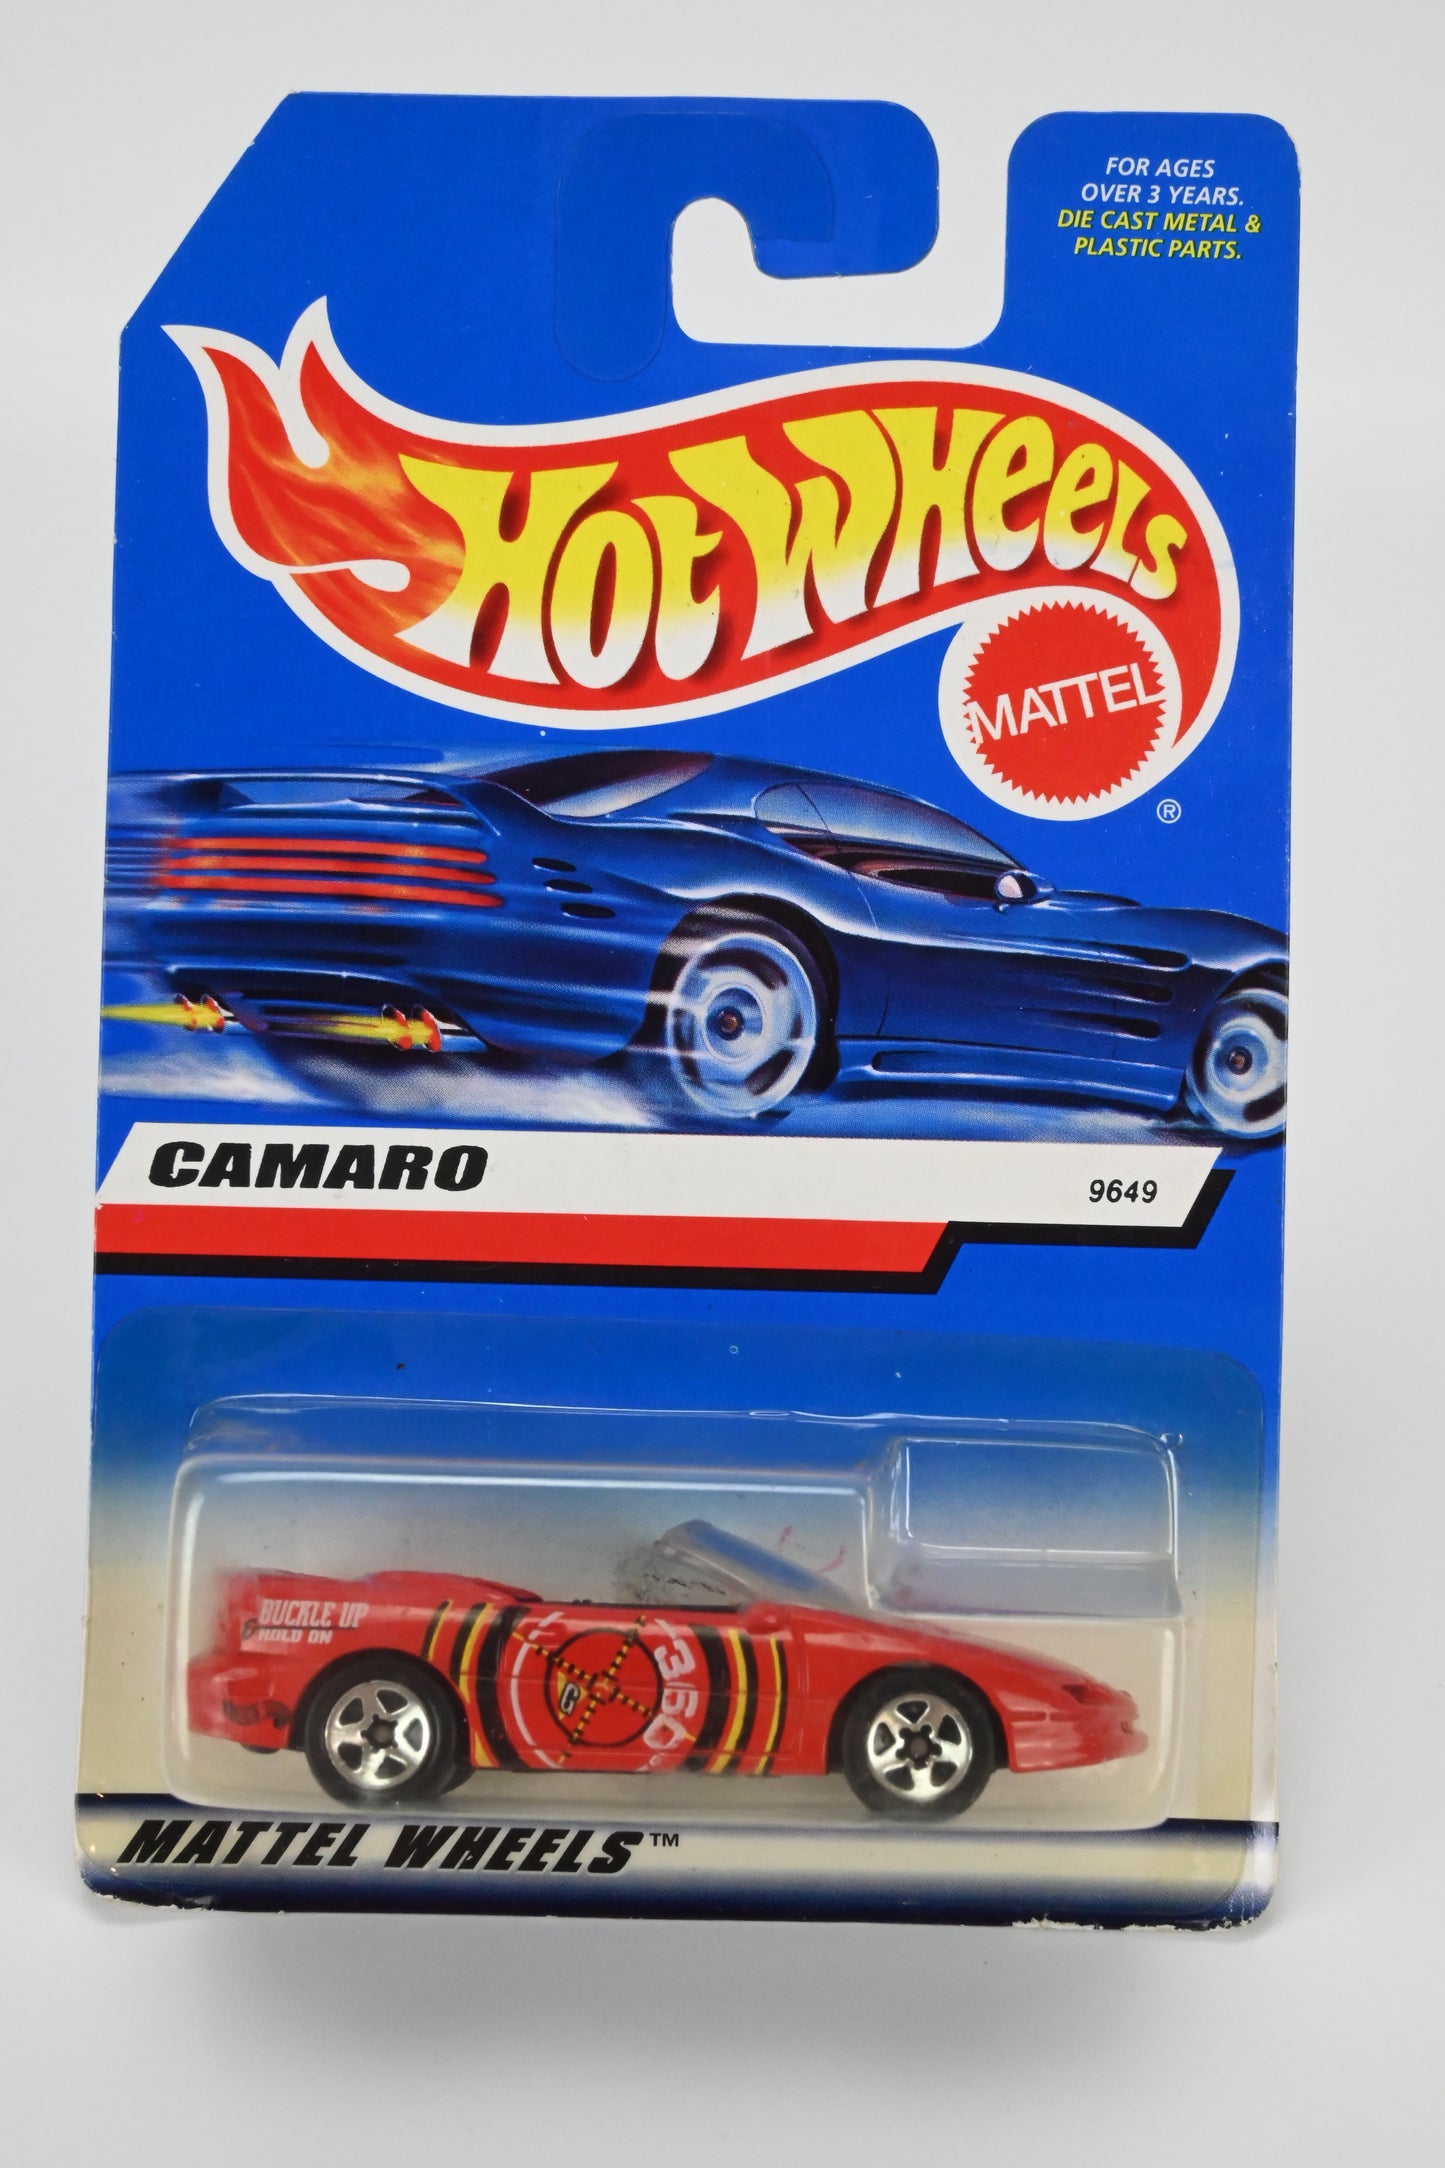 FOR AGES
OVER 3 YEARS.
DIE CAST METAL &
PLASTIC PARTS.
HOT WHEELS
MATTEL
®
CAMARO
9649
BUCKLE UP
HOLD ON
G
360°
MATTEL WHEELS™